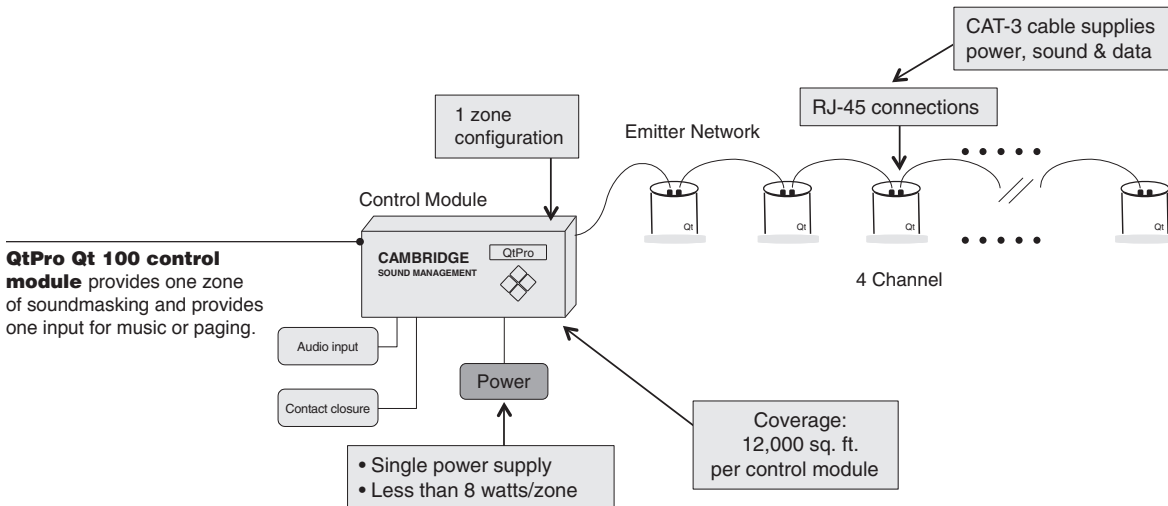 CAT-3 cable supplies
power, sound & data
RJ-45 connections
1 zone
configuration
Emitter Network
Control Module
Qt
Qt
Qt
Qt
QtPro
CAMBRIDGE
SOUND MANAGEMENT
4 Channel
QtPro Qt 100 control
module provides one zone
of soundmasking and provides
one input for music or paging.
Audio input
Contact closure
Power
Coverage:
12,000 sq. ft.
per control module
• Single power supply
• Less than 8 watts/zone